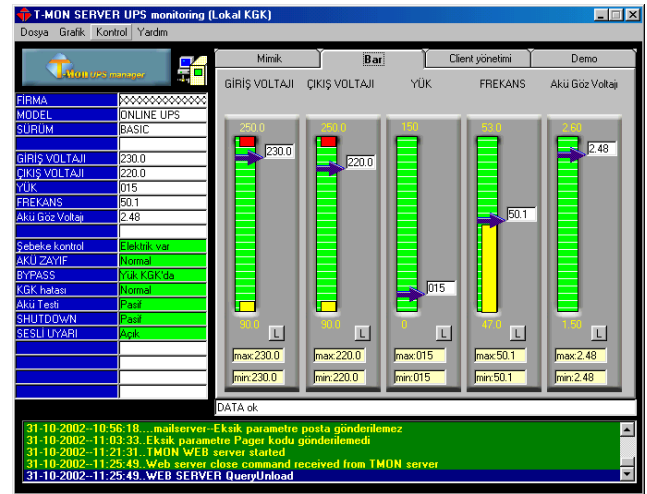 T-MON SERVER UPS monitoring (Lokal KGK)
Dosya Grafik Kontrol Yardım
T-MON UPS manager
Mimik Bar Client yönetimi Demo
GİRİŞ VOLTAJI ÇIKIŞ VOLTAJI YÜK FREKANS Akü Göz Voltajı
FİRMA XXXXXXXXXXXX
MODEL ONLINE UPS
SÜRÜM BASIC
GİRİŞ VOLTAJI 230.0
ÇIKIŞ VOLTAJI 220.0
YÜK 015
FREKANS 50.1
Akü Göz Voltajı 2.48
Şebeke kontrol Elektrik var
AKÜ ZAYIF Normal
BYPASS Yük KGK'da
KGK hatası Normal
Akü Testi Pasif
SHUTDOWN Pasif
SESLİ UYARI Açık
250.0 250.0 150 53.0 2.60
230.0 220.0 015 50.1 2.48
90.0 90.0 0 47.0 1.50
L L L L L
max:230.0 max:220.0 max:015 max:50.1 max:2.48
min:230.0 min:220.0 min:015 min:50.1 min:2.48
DATA ok
31-10-2002--10:56:18....mailserver--Eksik parametre posta gönderilemez
31-10-2002--11:03:33..Eksik parametre Pager kodu gönderilemedi
31-10-2002--11:21:31..TMON WEB server started
31-10-2002--11:25:49..Web server close command received from TMON server
31-10-2002--11:25:49..WEB SERVER QueryUnload